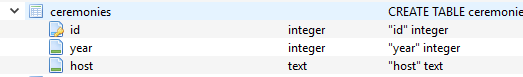 ceremonies CREATE TABLE ceremonie
id integer "id" integer
year integer "year" integer
host text "host" text